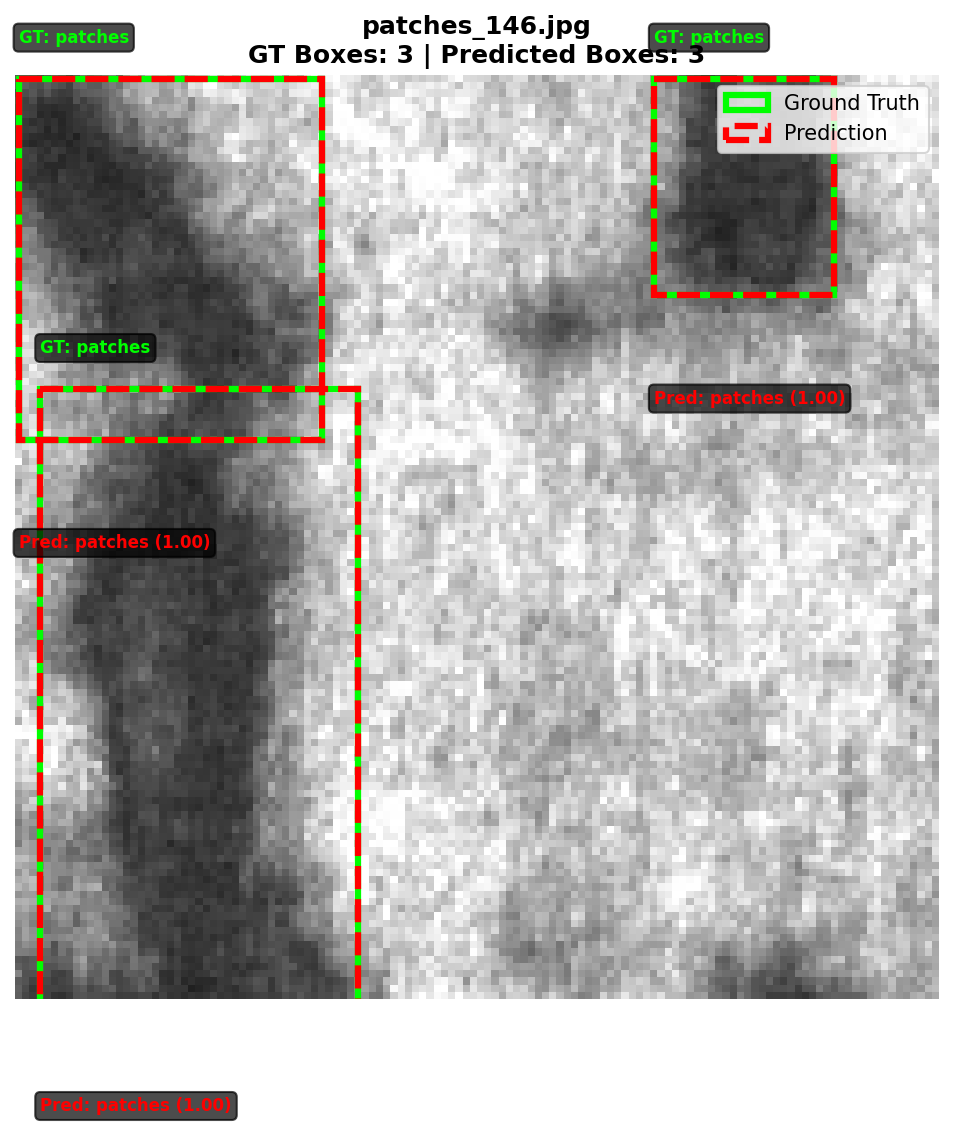 patches_146.jpg
GT Boxes: 3 | Predicted Boxes: 3
GT: patches
GT: patches
Ground Truth
Prediction
GT: patches
Pred: patches (1.00)
Pred: patches (1.00)
Pred: patches (1.00)